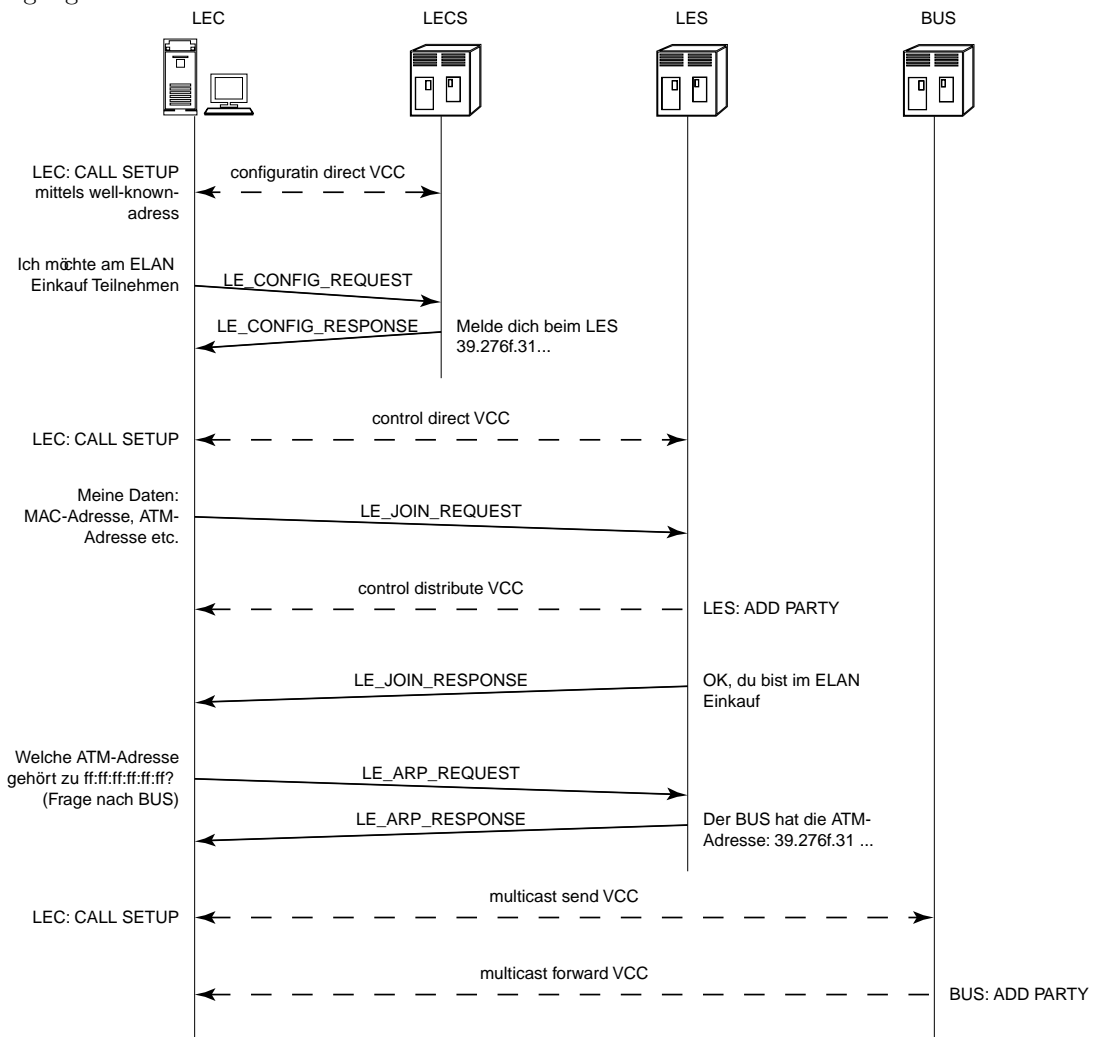 LEC LECS LES BUS
LEC: CALL SETUP
mittels well-known-
adress
configuratin direct VCC
Ich möchte am ELAN
Einkauf Teilnehmen
LE_CONFIG_REQUEST
LE_CONFIG_RESPONSE
Melde dich beim LES
39.276f.31...
control direct VCC
LEC: CALL SETUP
Meine Daten:
MAC-Adresse, ATM-
Adresse etc.
LE_JOIN_REQUEST
control distribute VCC
LES: ADD PARTY
LE_JOIN_RESPONSE
OK, du bist im ELAN
Einkauf
Welche ATM-Adresse
gehört zu ff:ff:ff:ff:ff:ff?
(Frage nach BUS)
LE_ARP_REQUEST
LE_ARP_RESPONSE
Der BUS hat die ATM-
Adresse: 39.276f.31 ...
multicast send VCC
LEC: CALL SETUP
multicast forward VCC
BUS: ADD PARTY